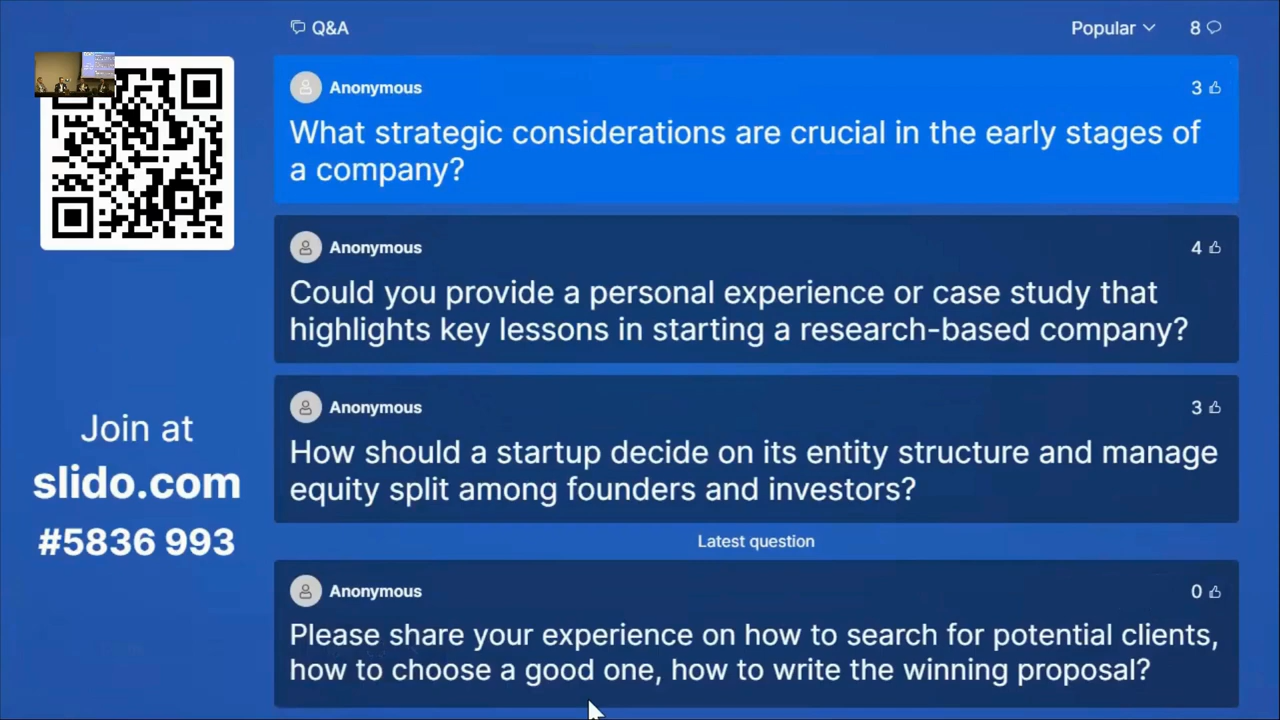 Q&A
Popular
8
Anonymous
3
What strategic considerations are crucial in the early stages of
a company?
Anonymous
4
Could you provide a personal experience or case study that
highlights key lessons in starting a research-based company?
Anonymous
3
How should a startup decide on its entity structure and manage
equity split among founders and investors?
Latest question
Anonymous
0
Please share your experience on how to search for potential clients,
how to choose a good one, how to write the winning proposal?
Join at
slido.com
#5836 993